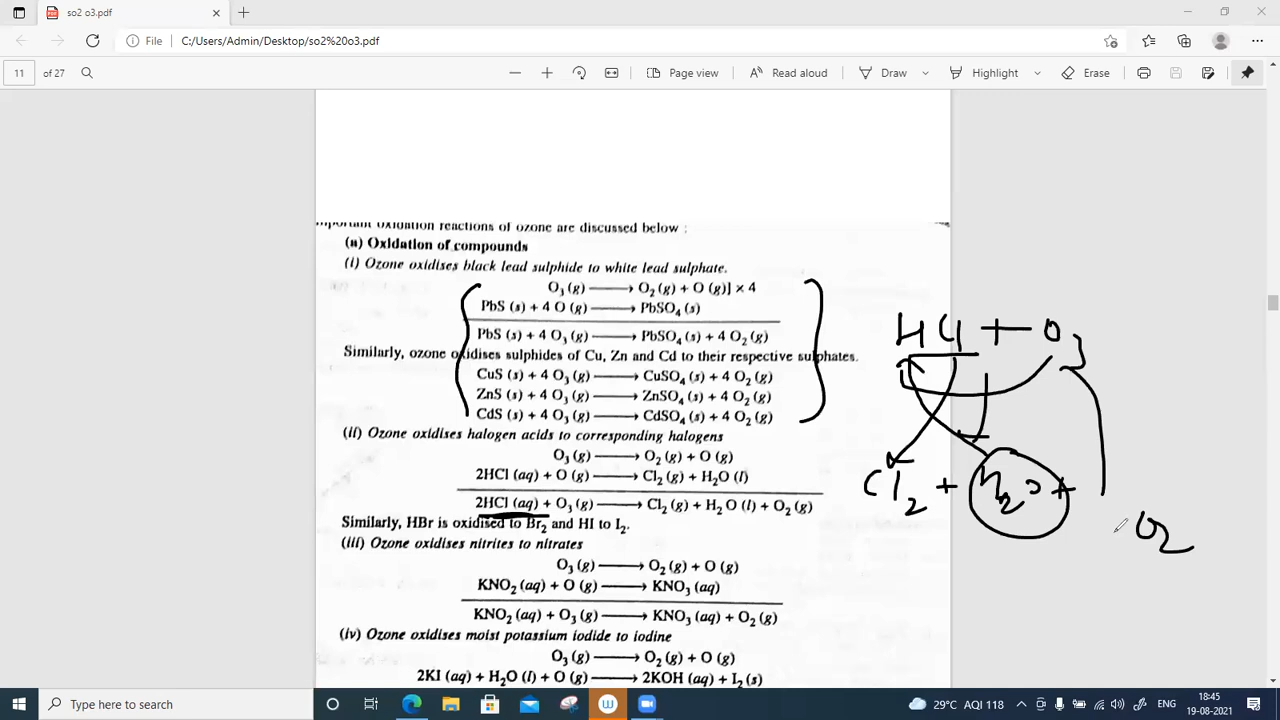 so2 o3.pdf
File C:/Users/Admin/Desktop/so2%20o3.pdf
11 of 27 Page view Read aloud Draw Highlight Erase
important oxidation reactions of ozone are discussed below :
(a) Oxidation of compounds
(i) Ozone oxidises black lead sulphide to white lead sulphate.
O₃ (g) ⟶ O₂ (g) + O (g)] × 4
PbS (s) + 4 O (g) ⟶ PbSO₄ (s)
PbS (s) + 4 O₃ (g) ⟶ PbSO₄ (s) + 4 O₂ (g)
Similarly, ozone oxidises sulphides of Cu, Zn and Cd to their respective sulphates.
CuS (s) + 4 O₃ (g) ⟶ CuSO₄ (s) + 4 O₂ (g)
ZnS (s) + 4 O₃ (g) ⟶ ZnSO₄ (s) + 4 O₂ (g)
CdS (s) + 4 O₃ (g) ⟶ CdSO₄ (s) + 4 O₂ (g)
(ii) Ozone oxidises halogen acids to corresponding halogens
O₃ (g) ⟶ O₂ (g) + O (g)
2HCl (aq) + O (g) ⟶ Cl₂ (g) + H₂O (l)
2HCl (aq) + O₃ (g) ⟶ Cl₂ (g) + H₂O (l) + O₂ (g)
Similarly, HBr is oxidised to Br₂ and HI to I₂.
(iii) Ozone oxidises nitrites to nitrates
O₃ (g) ⟶ O₂ (g) + O (g)
KNO₂ (aq) + O (g) ⟶ KNO₃ (aq)
KNO₂ (aq) + O₃ (g) ⟶ KNO₃ (aq) + O₂ (g)
(iv) Ozone oxidises moist potassium iodide to iodine
O₃ (g) ⟶ O₂ (g) + O (g)
2KI (aq) + H₂O (l) + O (g) ⟶ 2KOH (aq) + I₂ (s)
HCl + O₃
Cl₂ + H₂O +
O₂
Type here to search
29°C AQI 118 ENG 18:45
19-08-2021